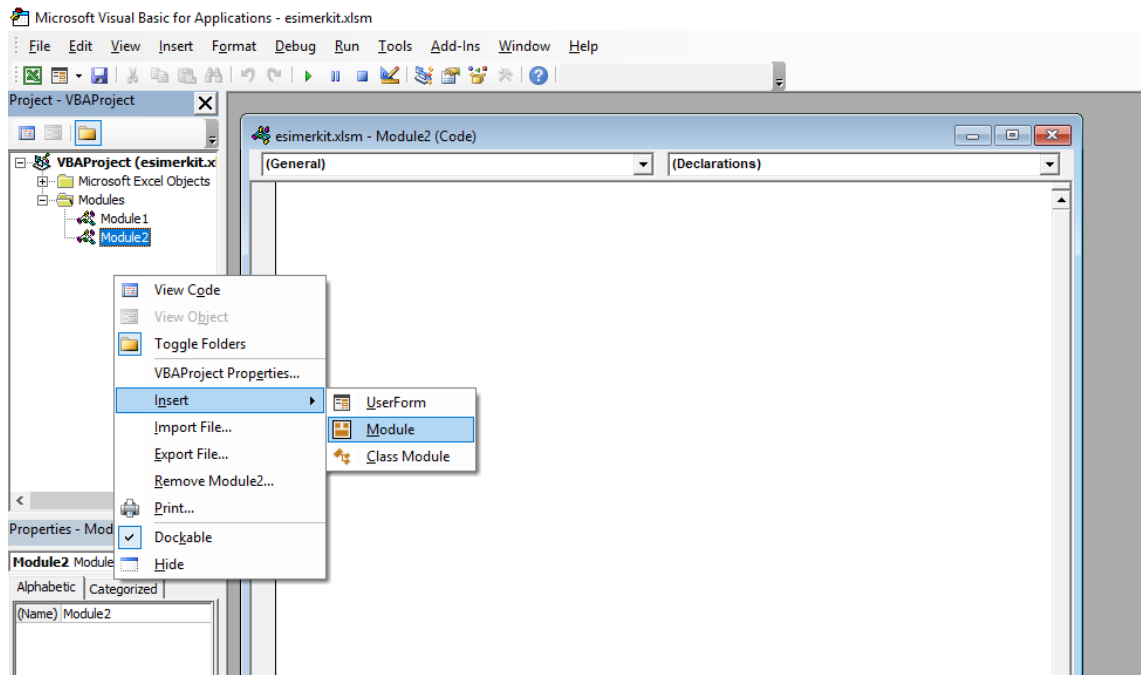 Microsoft Visual Basic for Applications - esimerkit.xlsm
File Edit View Insert Format Debug Run Tools Add-Ins Window Help
Project - VBAProject
VBAProject (esimerkit.x
Microsoft Excel Objects
Modules
Module1
Module2
esimerkit.xlsm - Module2 (Code)
(General) (Declarations)
View Code
View Object
Toggle Folders
VBAProject Properties...
Insert
Import File...
Export File...
Remove Module2...
Print...
Dockable
Hide
UserForm
Module
Class Module
Properties - Mod
Module2 Module
Alphabetic Categorized
(Name) Module2